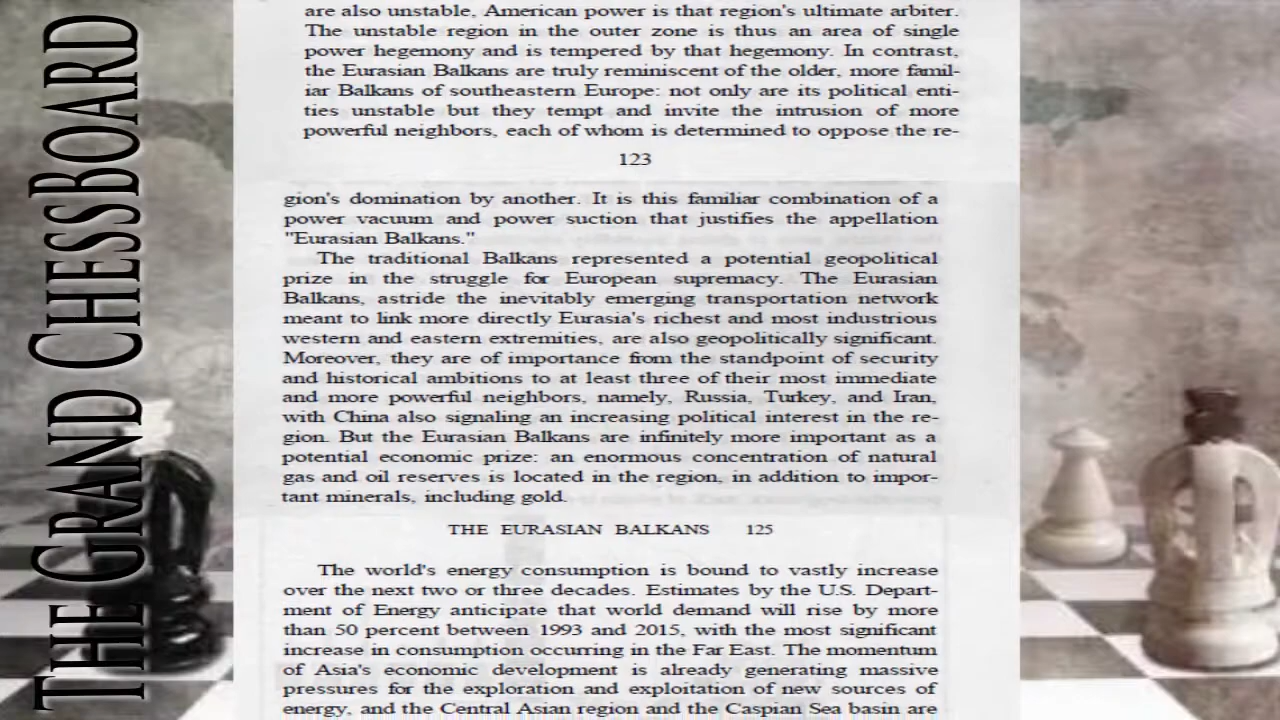 THE GRAND CHESSBOARD
are also unstable, American power is that region's ultimate arbiter.
The unstable region in the outer zone is thus an area of single
power hegemony and is tempered by that hegemony. In contrast,
the Eurasian Balkans are truly reminiscent of the older, more famil-
iar Balkans of southeastern Europe: not only are its political enti-
ties unstable but they tempt and invite the intrusion of more
powerful neighbors, each of whom is determined to oppose the re-
123
gion's domination by another. It is this familiar combination of a
power vacuum and power suction that justifies the appellation
"Eurasian Balkans."
The traditional Balkans represented a potential geopolitical
prize in the struggle for European supremacy. The Eurasian
Balkans, astride the inevitably emerging transportation network
meant to link more directly Eurasia's richest and most industrious
western and eastern extremities, are also geopolitically significant.
Moreover, they are of importance from the standpoint of security
and historical ambitions to at least three of their most immediate
and more powerful neighbors, namely, Russia, Turkey, and Iran,
with China also signaling an increasing political interest in the re-
gion. But the Eurasian Balkans are infinitely more important as a
potential economic prize: an enormous concentration of natural
gas and oil reserves is located in the region, in addition to impor-
tant minerals, including gold.
THE EURASIAN BALKANS 125
The world's energy consumption is bound to vastly increase
over the next two or three decades. Estimates by the U.S. Depart-
ment of Energy anticipate that world demand will rise by more
than 50 percent between 1993 and 2015, with the most significant
increase in consumption occurring in the Far East. The momentum
of Asia's economic development is already generating massive
pressures for the exploration and exploitation of new sources of
energy, and the Central Asian region and the Caspian Sea basin are